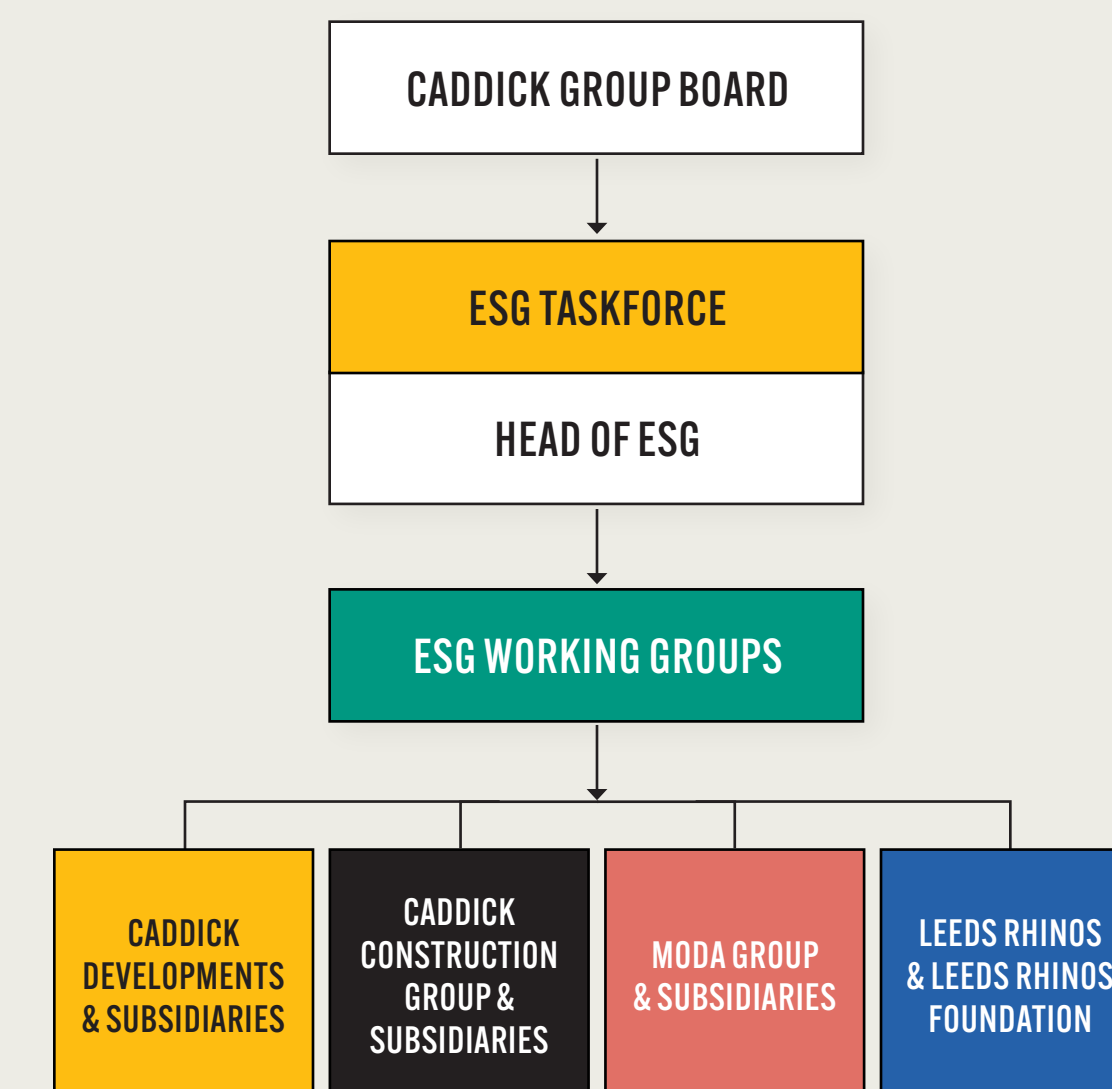 CADDICK GROUP BOARD
ESG TASKFORCE
HEAD OF ESG
ESG WORKING GROUPS
CADDICK
DEVELOPMENTS
& SUBSIDIARIES
CADDICK
CONSTRUCTION
GROUP &
SUBSIDIARIES
MODA GROUP
& SUBSIDIARIES
LEEDS RHINOS
& LEEDS RHINOS
FOUNDATION